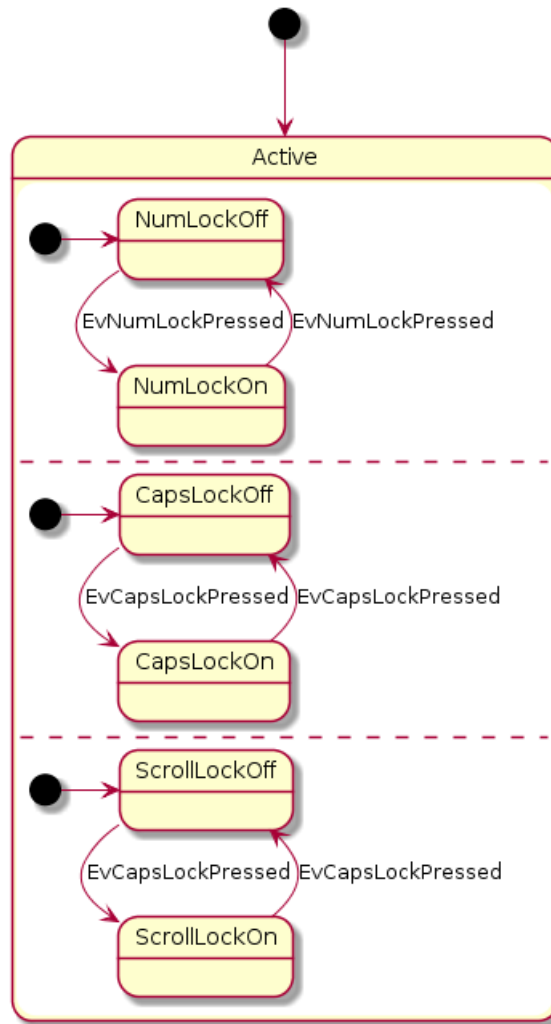 Active
NumLockOff
EvNumLockPressed EvNumLockPressed
NumLockOn
CapsLockOff
EvCapsLockPressed EvCapsLockPressed
CapsLockOn
ScrollLockOff
EvCapsLockPressed EvCapsLockPressed
ScrollLockOn